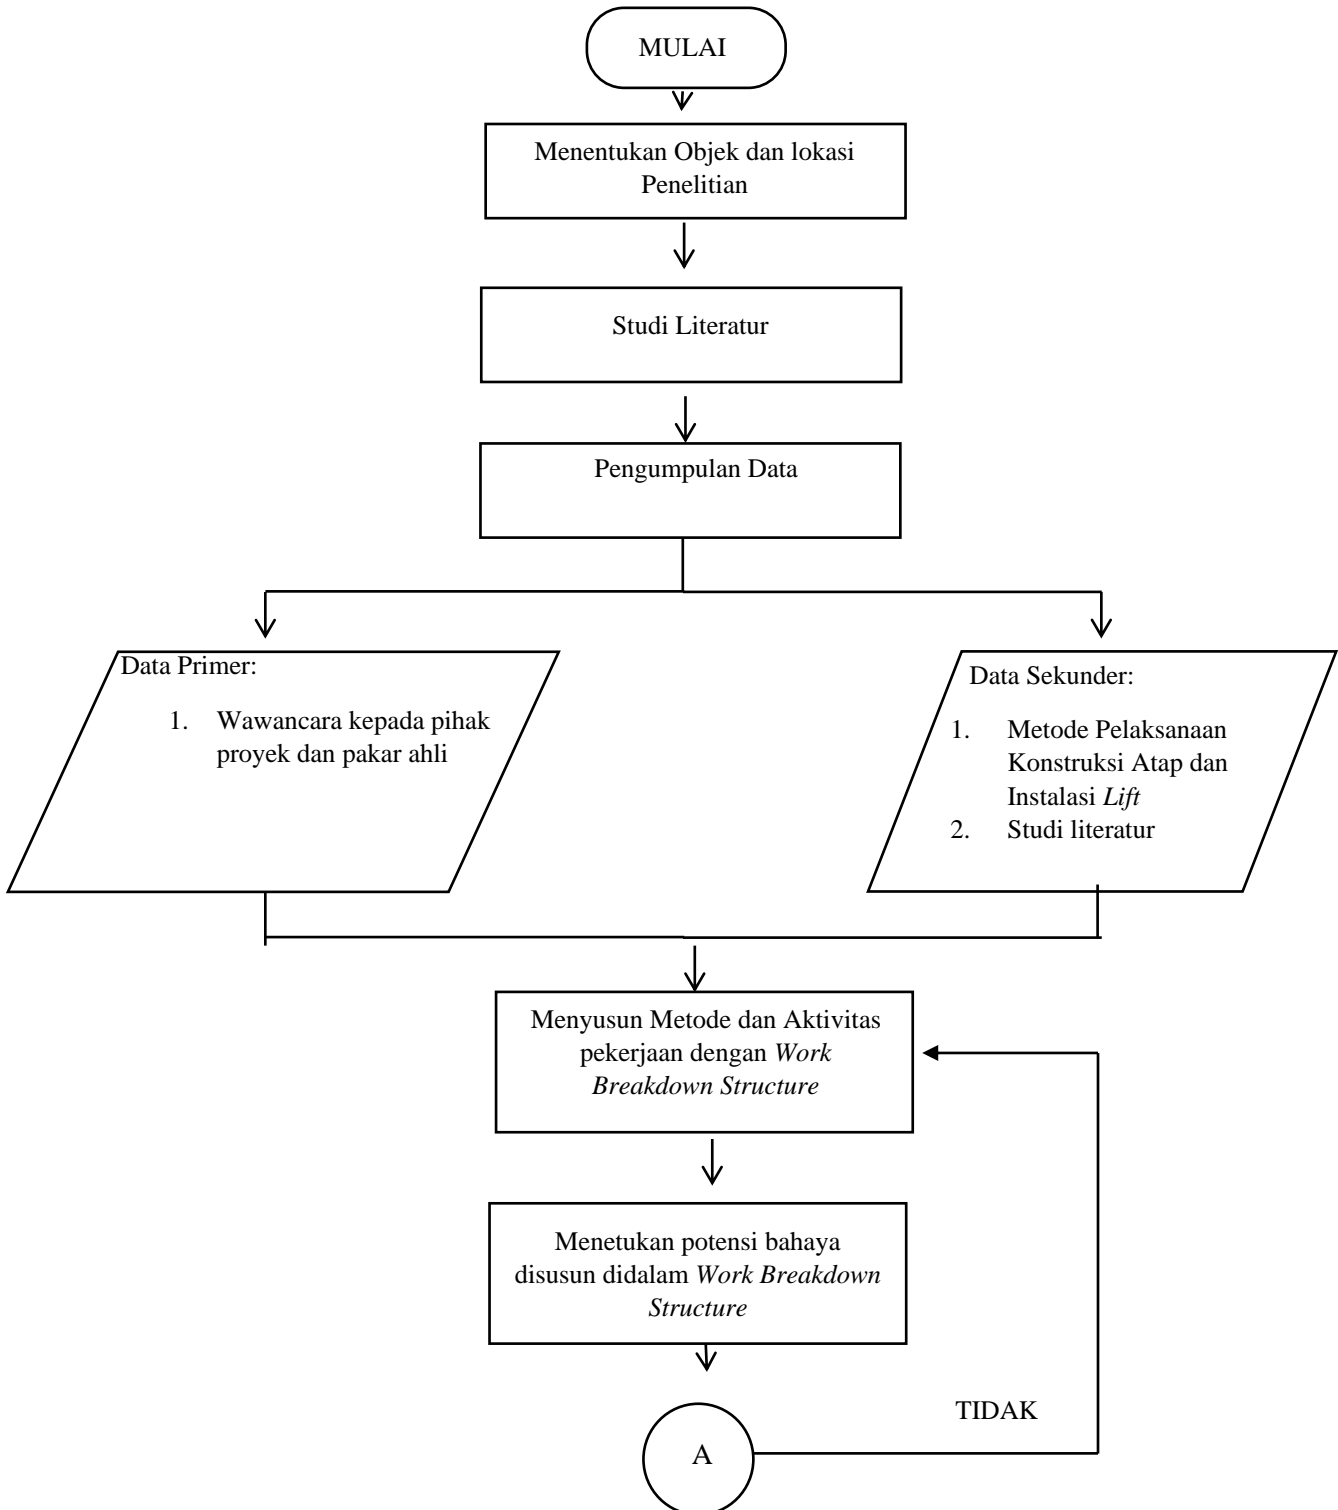 MULAI
Menentukan Objek dan lokasi
Penelitian
Studi Literatur
Pengumpulan Data
Data Primer:
1. Wawancara kepada pihak
proyek dan pakar ahli
Data Sekunder:
1. Metode Pelaksanaan
Konstruksi Atap dan
Instalasi Lift
2. Studi literatur
Menyusun Metode dan Aktivitas
pekerjaan dengan Work
Breakdown Structure
Menetukan potensi bahaya
disusun didalam Work Breakdown
Structure
TIDAK
A